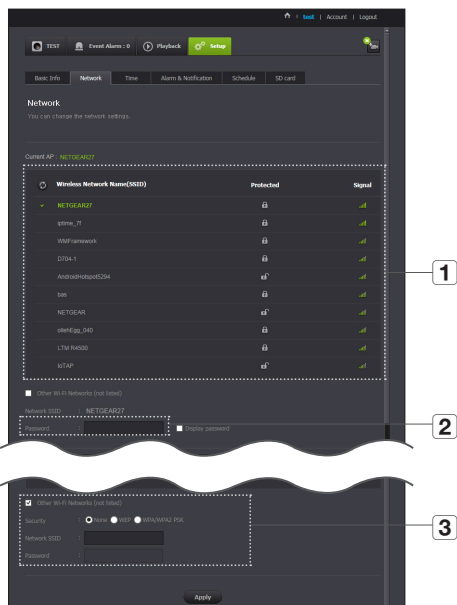 test | Account | Logout
TEST Event Alarm : 0 Playback Setup
Basic Info Network Time Alarm & Notification Schedule SD card
Network
You can change the network settings.
Current AP : NETGEAR27
Wireless Network Name(SSID) Protected Signal
NETGEAR27
iptime_7f
WMFramework
D704-1
AndroidHotspot5294
bas
NETGEAR
ollehEgg_040
LTM R4500
IoTAP
1
Other Wi-Fi Networks (not listed)
Network SSID : NETGEAR27
Password : Display password
2
Other Wi-Fi Networks (not listed)
Security : None WEP WPA/WPA2 PSK
3
Network SSID :
Password :
Apply